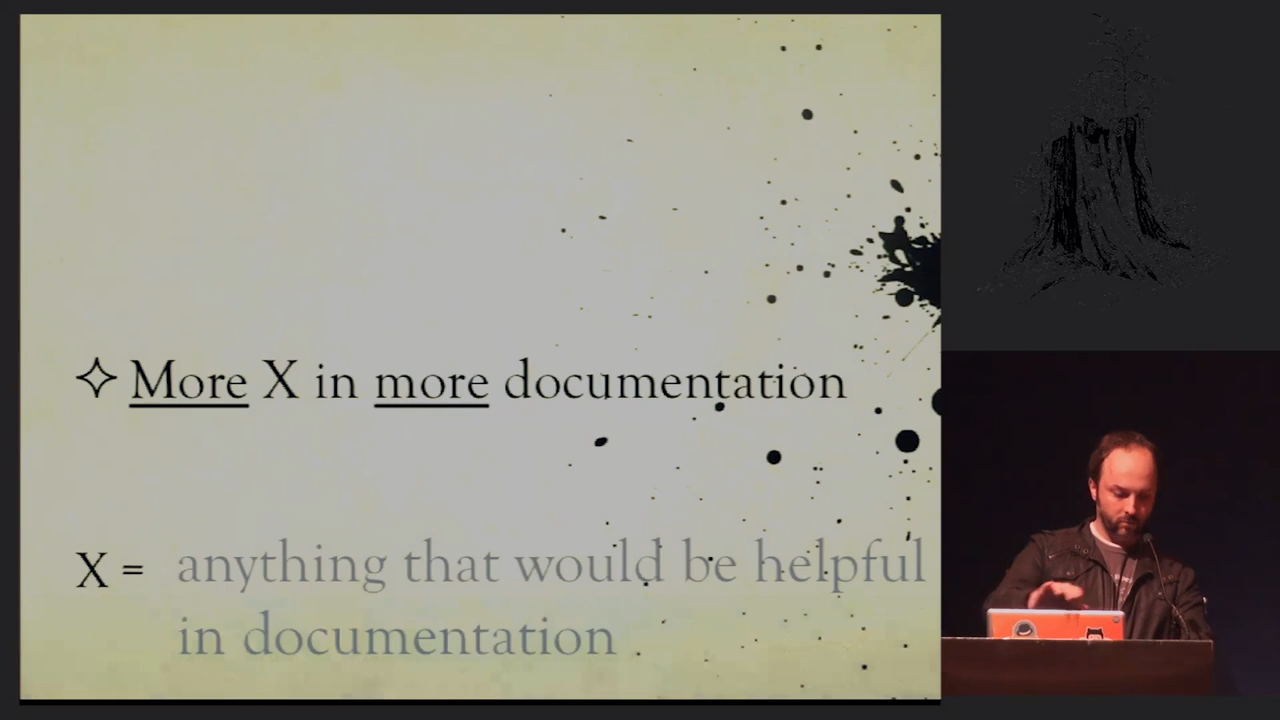 More X in more documentation
X = anything that would be helpful
in documentation